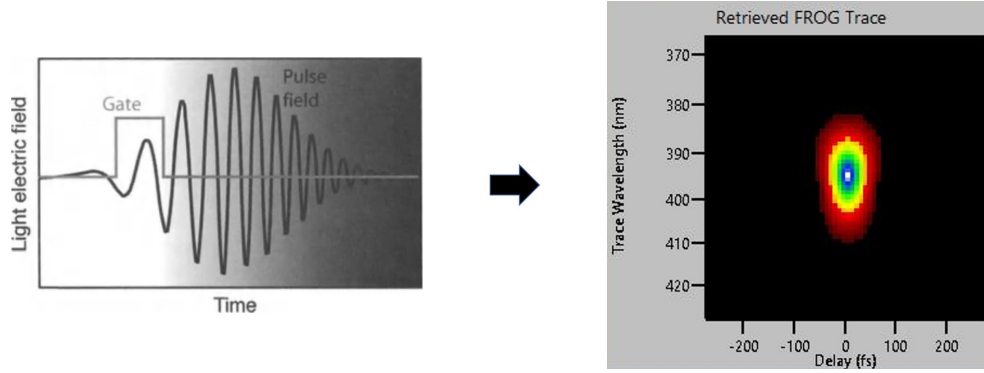 Light electric field
Gate
Pulse
field
Time
Retrieved FROG Trace
Trace Wavelength (nm)
370
380
390
400
410
420
-200 -100 0 100 200
Delay (fs)